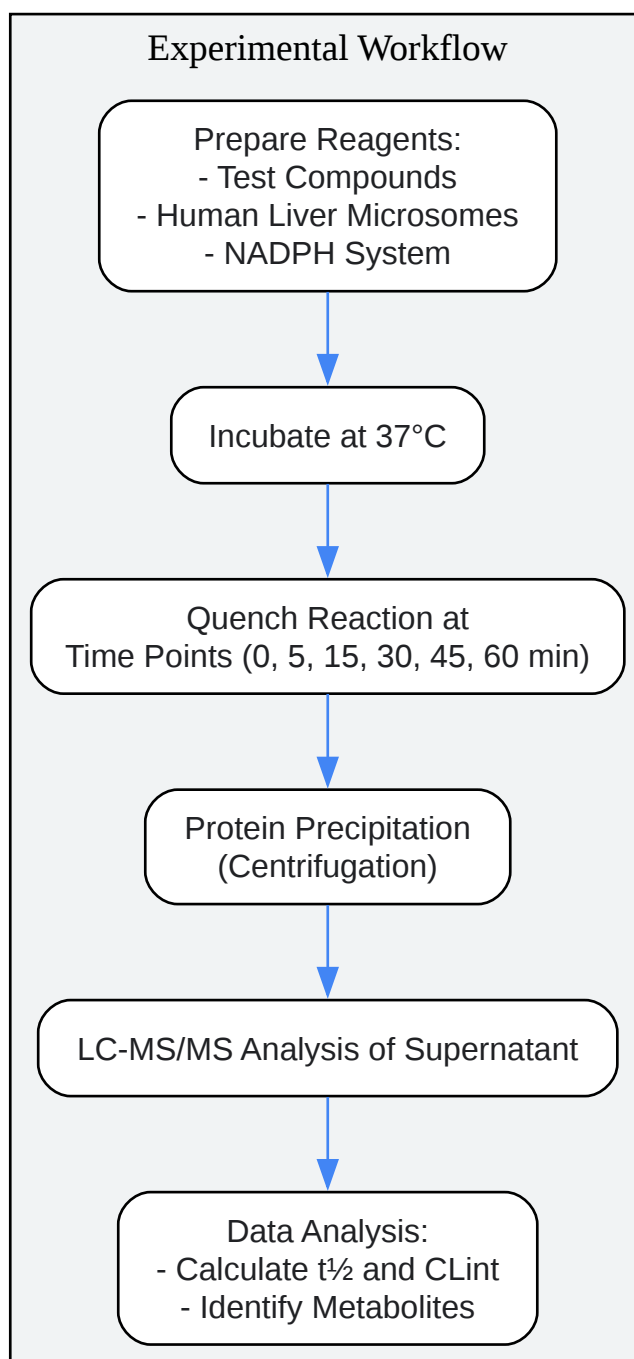 Experimental Workflow
Prepare Reagents:
- Test Compounds
- Human Liver Microsomes
- NADPH System
Incubate at 37°C
Quench Reaction at
Time Points (0, 5, 15, 30, 45, 60 min)
Protein Precipitation
(Centrifugation)
LC-MS/MS Analysis of Supernatant
Data Analysis:
- Calculate t½ and CLint
- Identify Metabolites